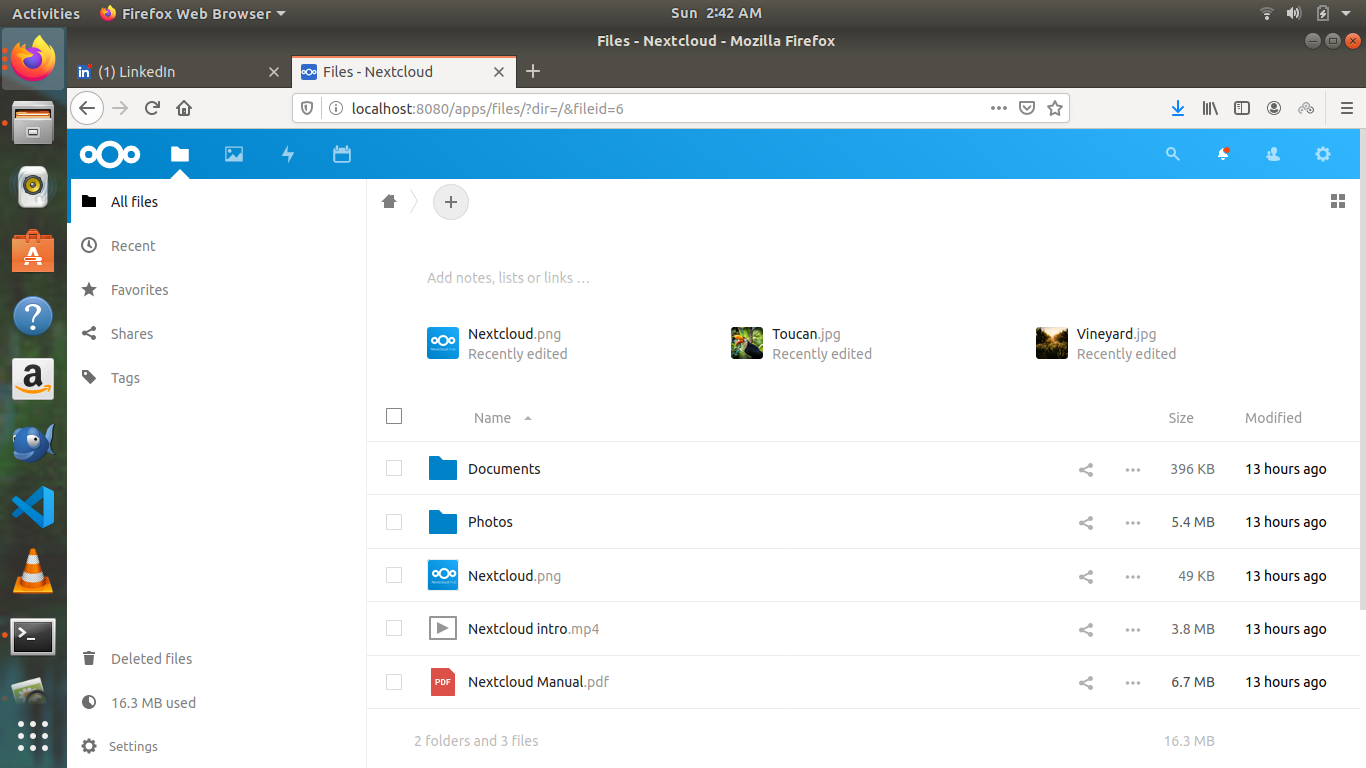 Activities Firefox Web Browser Sun 2:42 AM
Files - Nextcloud - Mozilla Firefox
in (1) LinkedIn Files - Nextcloud
localhost:8080/apps/files/?dir=/&fileid=6
All files
Recent
Favorites
Shares
Tags
Deleted files
16.3 MB used
Settings
Add notes, lists or links …
Nextcloud.png Toucan.jpg Vineyard.jpg
Recently edited Recently edited Recently edited
Name Size Modified
Documents 396 KB 13 hours ago
Photos 5.4 MB 13 hours ago
Nextcloud.png 49 KB 13 hours ago
Nextcloud intro.mp4 3.8 MB 13 hours ago
PDF Nextcloud Manual.pdf 6.7 MB 13 hours ago
2 folders and 3 files 16.3 MB